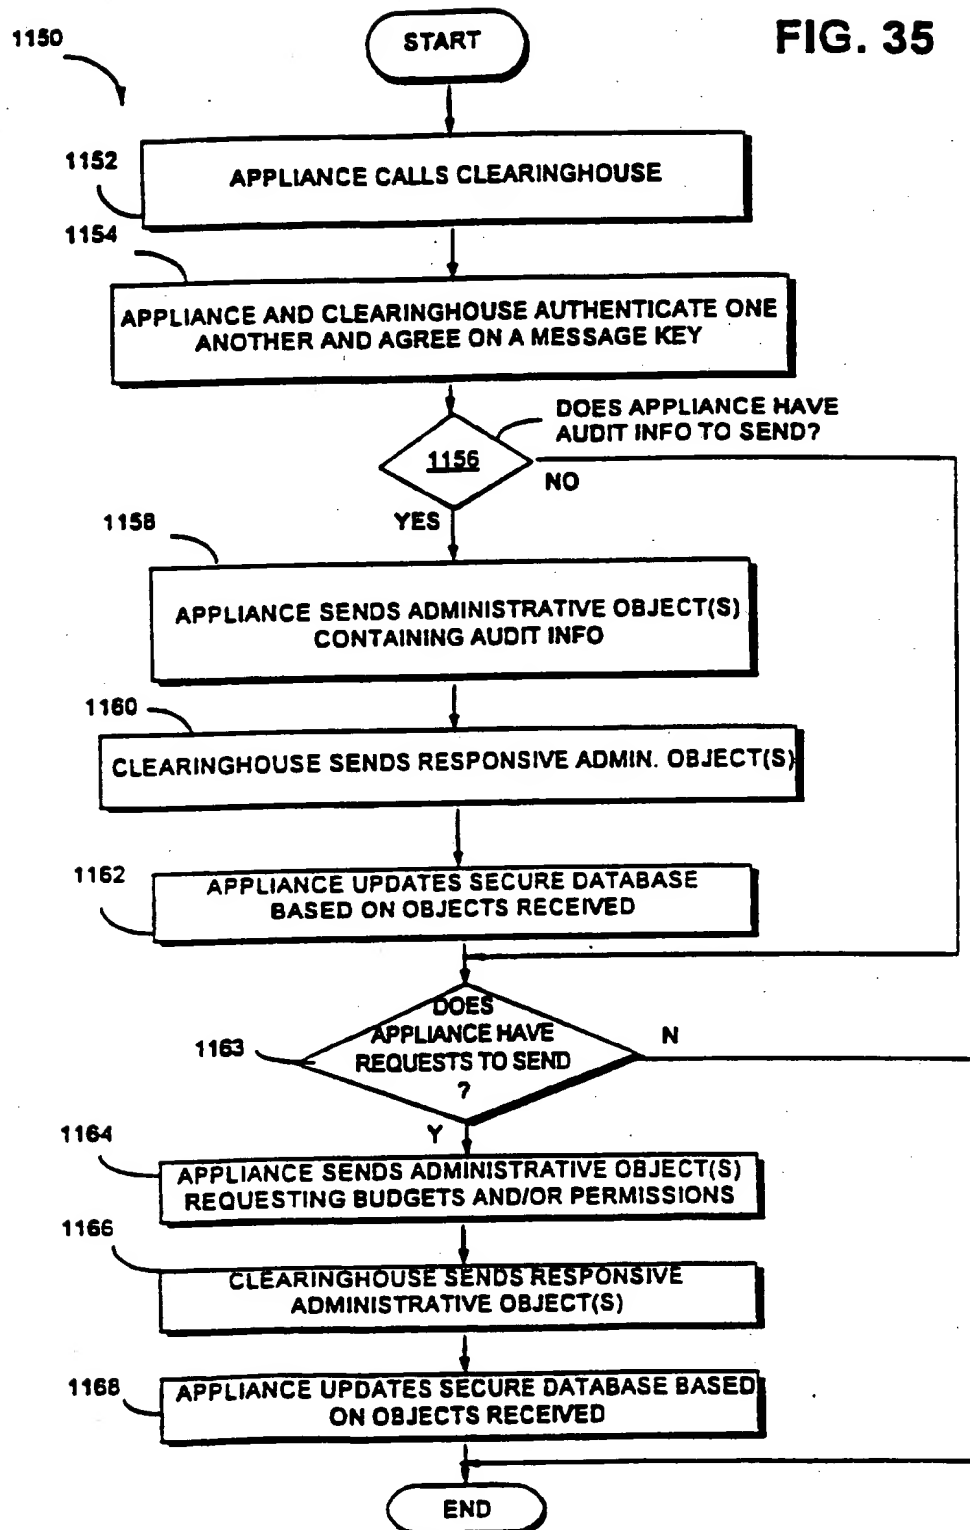 FIG. 35
1150
START
1152
APPLIANCE CALLS CLEARINGHOUSE
1154
APPLIANCE AND CLEARINGHOUSE AUTHENTICATE ONE
ANOTHER AND AGREE ON A MESSAGE KEY
DOES APPLIANCE HAVE
AUDIT INFO TO SEND?
1156
NO
YES
1158
APPLIANCE SENDS ADMINISTRATIVE OBJECT(S)
CONTAINING AUDIT INFO
1160
CLEARINGHOUSE SENDS RESPONSIVE ADMIN. OBJECT(S)
1162
APPLIANCE UPDATES SECURE DATABASE
BASED ON OBJECTS RECEIVED
1163
DOES
APPLIANCE HAVE
REQUESTS TO SEND
?
N
Y
1164
APPLIANCE SENDS ADMINISTRATIVE OBJECT(S)
REQUESTING BUDGETS AND/OR PERMISSIONS
1166
CLEARINGHOUSE SENDS RESPONSIVE
ADMINISTRATIVE OBJECT(S)
1168
APPLIANCE UPDATES SECURE DATABASE BASED
ON OBJECTS RECEIVED
END